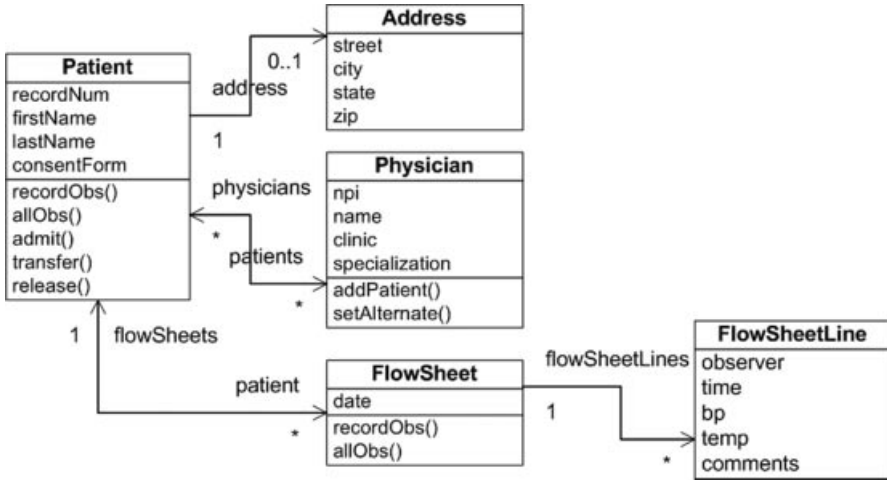 Patient
recordNum
firstName
lastName
consentForm
recordObs()
allObs()
admit()
transfer()
release()
address
1
0..1
Address
street
city
state
zip
physicians
*
patients
*
Physician
npi
name
clinic
specialization
addPatient()
setAlternate()
1
flowSheets
patient
*
FlowSheet
date
recordObs()
allObs()
flowSheetLines
1
*
FlowSheetLine
observer
time
bp
temp
comments